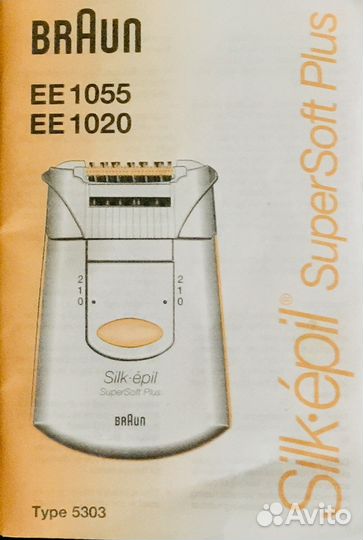 BRAUN
EE 1055
EE 1020
Silk·épil® SuperSoft Plus
2 2
1 1
0 0
Silk·épil
SuperSoft Plus
BRAUN
Type 5303
Avito